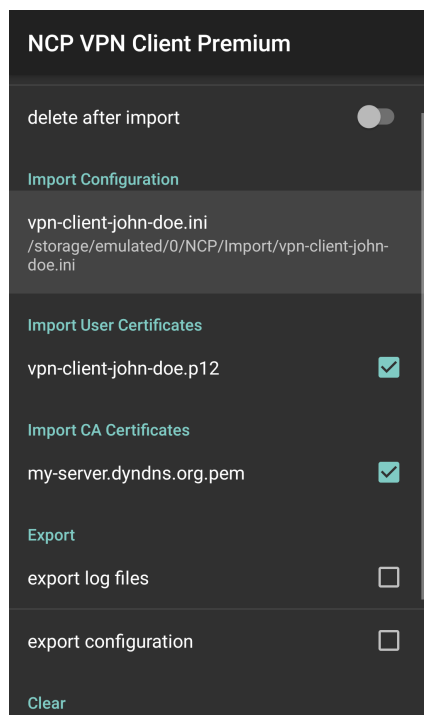 NCP VPN Client Premium
delete after import
Import Configuration
vpn-client-john-doe.ini
/storage/emulated/0/NCP/Import/vpn-client-john-
doe.ini
Import User Certificates
vpn-client-john-doe.p12
Import CA Certificates
my-server.dyndns.org.pem
Export
export log files
export configuration
Clear